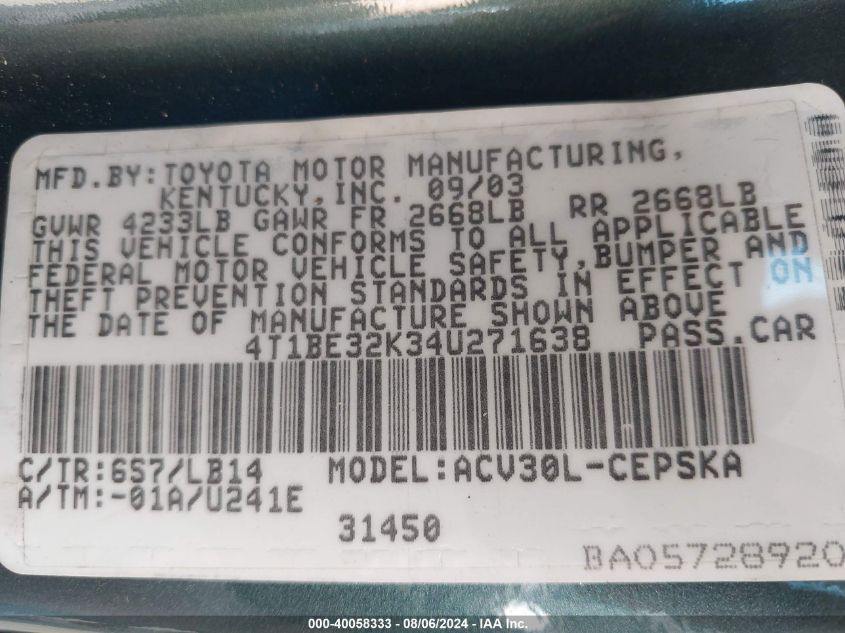 MFD.BY:TOYOTA MOTOR MANUFACTURING,
KENTUCKY,INC. 09/03
GVWR 4233LB GAWR FR 2668LB RR 2668LB
THIS VEHICLE CONFORMS TO ALL APPLICABLE
FEDERAL MOTOR VEHICLE SAFETY,BUMPER AND
THEFT PREVENTION STANDARDS IN EFFECT ON
THE DATE OF MANUFACTURE SHOWN ABOVE
4T1BE32K34U271638 PASS.CAR
C/TR:6S7/LB14 MODEL:ACV30L-CEPSKA
A/TM:-01A/U241E
31450
BA05728920
000-40058333 - 08/06/2024 - IAA Inc.